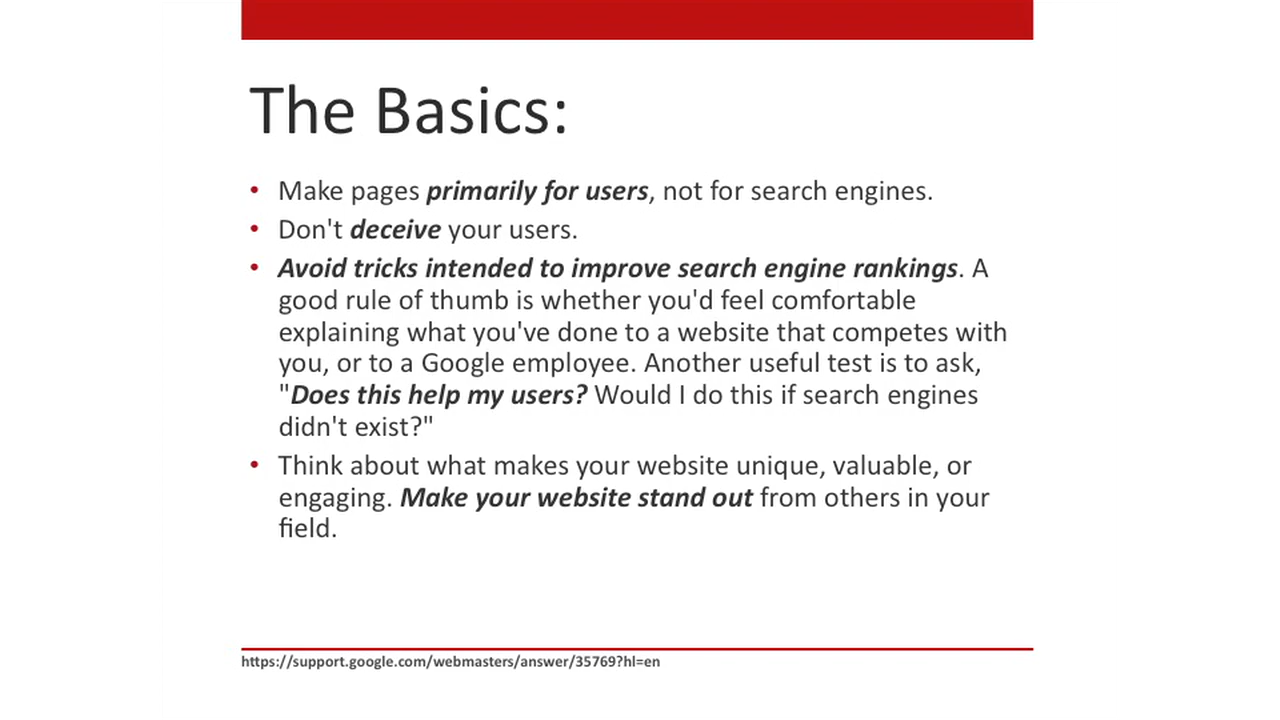 The Basics:
• Make pages primarily for users, not for search engines.
• Don't deceive your users.
• Avoid tricks intended to improve search engine rankings. A
good rule of thumb is whether you'd feel comfortable
explaining what you've done to a website that competes with
you, or to a Google employee. Another useful test is to ask,
"Does this help my users? Would I do this if search engines
didn't exist?"
• Think about what makes your website unique, valuable, or
engaging. Make your website stand out from others in your
field.
https://support.google.com/webmasters/answer/35769?hl=en